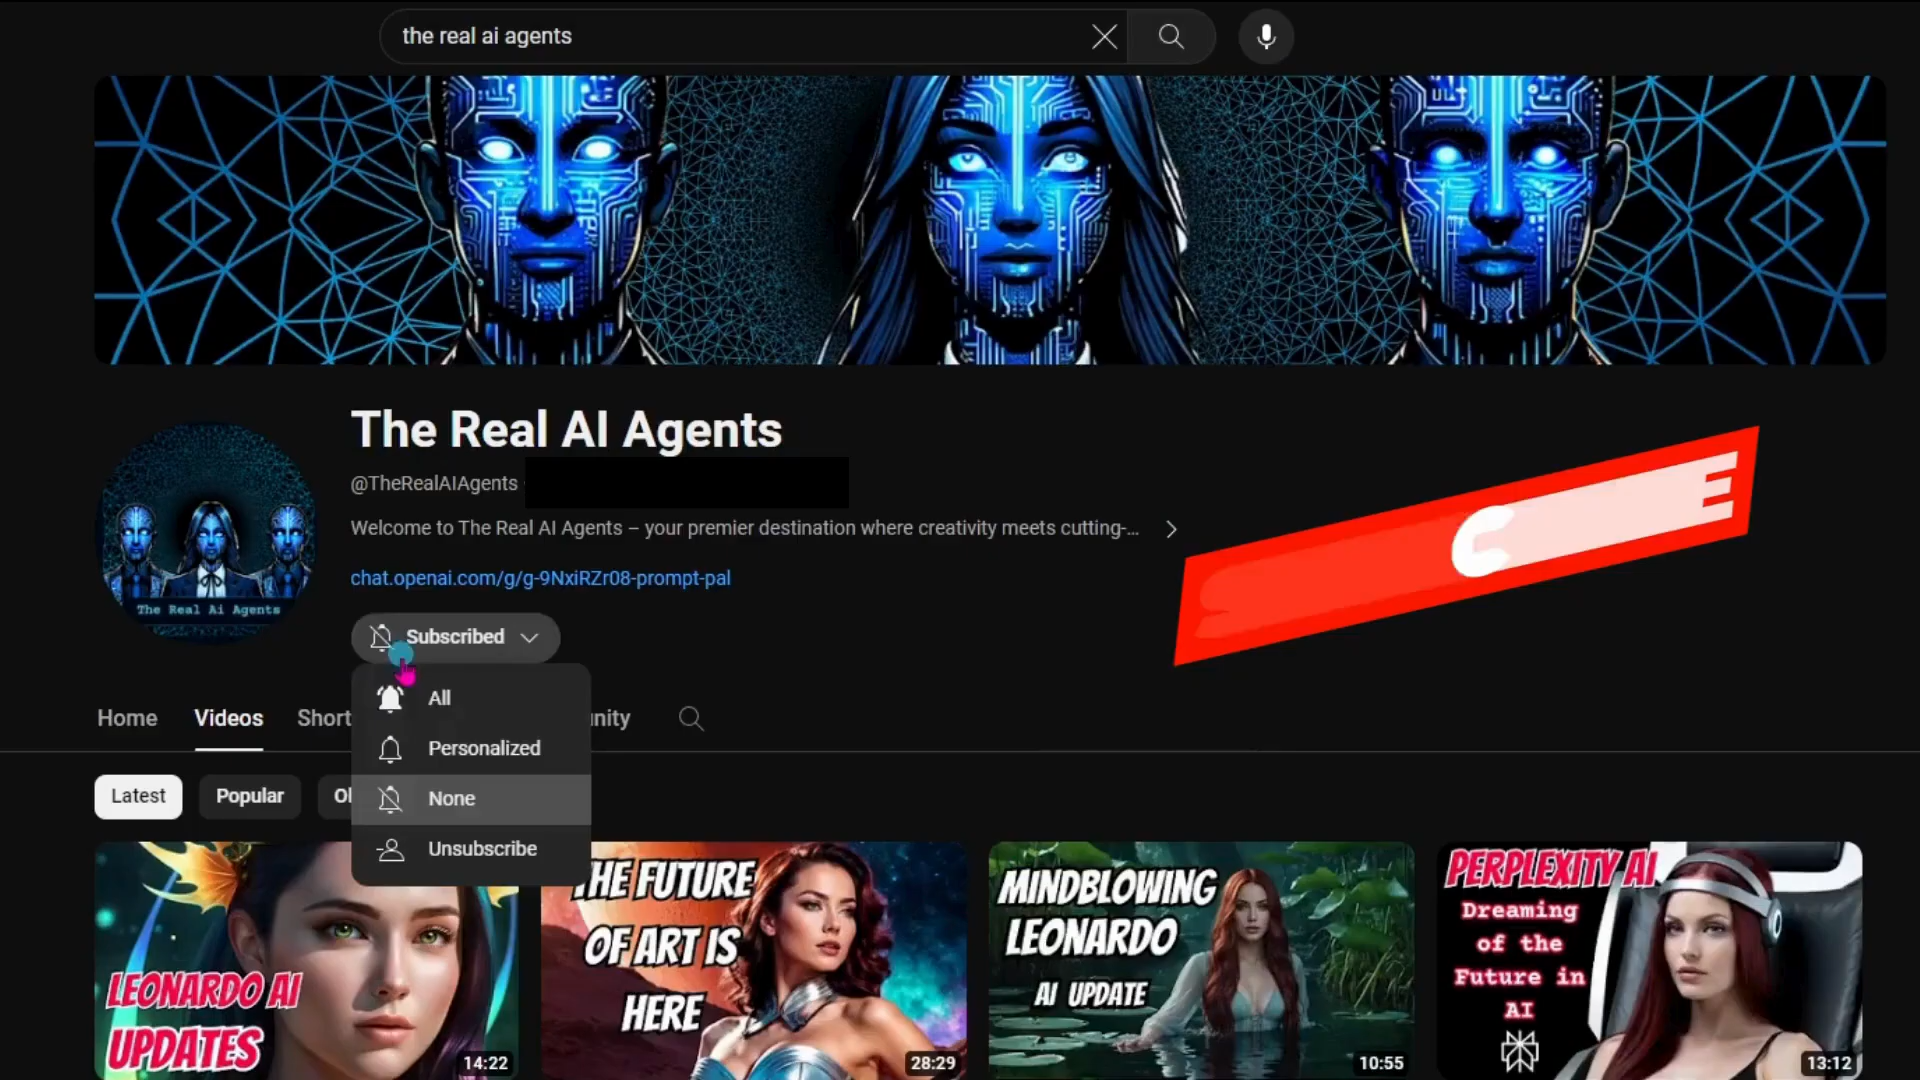 the real ai agents
The Real AI Agents
@TheRealAIAgents
Welcome to The Real AI Agents – your premier destination where creativity meets cutting-...
chat.openai.com/g/g-9NxiRZr08-prompt-pal
The Real Ai Agents
Subscribed
All
Personalized
None
Unsubscribe
Home
Videos
Short
nity
Latest
Popular
Ol
LEONARDO AI
UPDATES
14:22
THE FUTURE
OF ART IS
HERE
28:29
MINDBLOWING
LEONARDO
AI UPDATE
10:55
PERPLEXITY AI
Dreaming
of the
Future in
AI
13:12